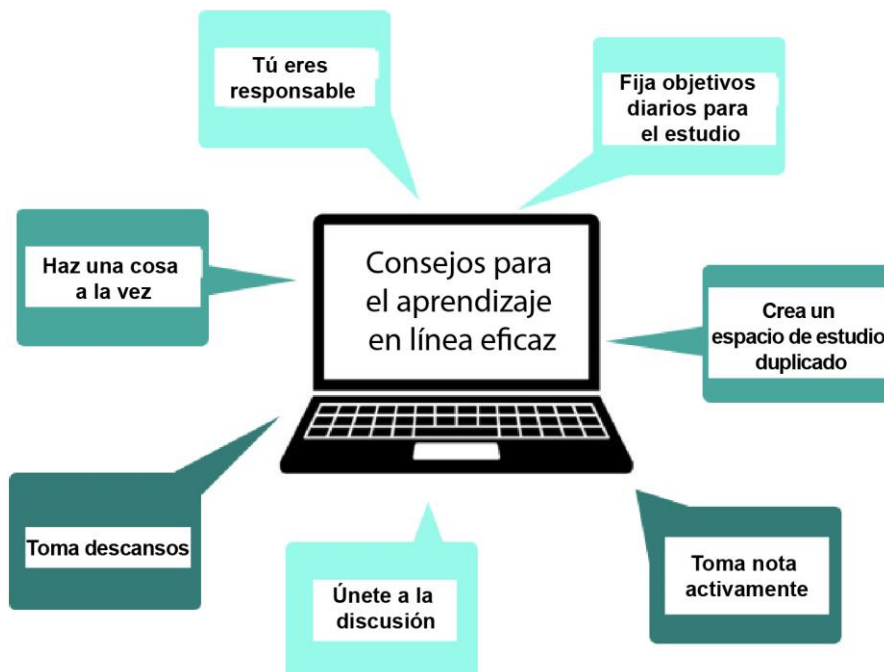 Tú eres
responsable
Fija objetivos
diarios para
el estudio
Haz una cosa
a la vez
Consejos para
el aprendizaje
en línea eficaz
Crea un
espacio de estudio
duplicado
Toma descansos
Únete a la
discusión
Toma nota
activamente